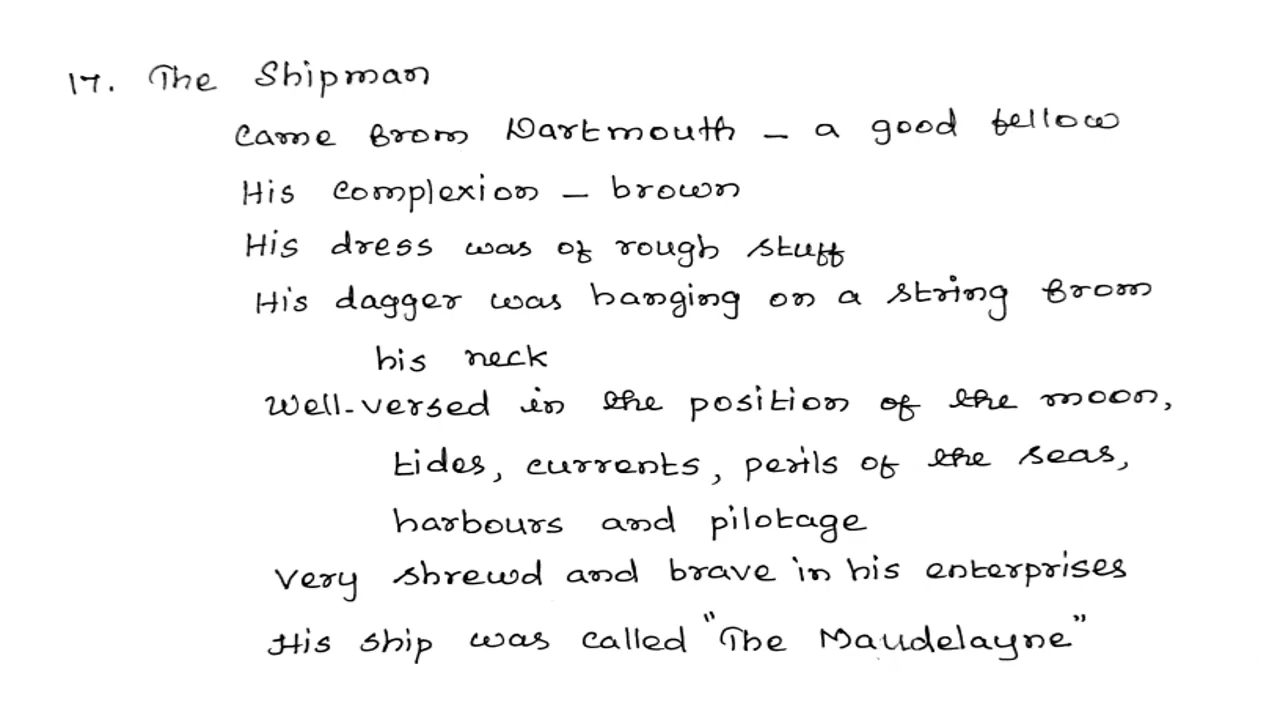 17. The Shipman
Came from Dartmouth - a good fellow
His complexion - brown
His dress was of rough stuff
His dagger was hanging on a string from
his neck
Well-versed in the position of the moon,
tides, currents, perils of the seas,
harbours and pilotage
Very shrewd and brave in his enterprises
His ship was called "The Maudelayne"